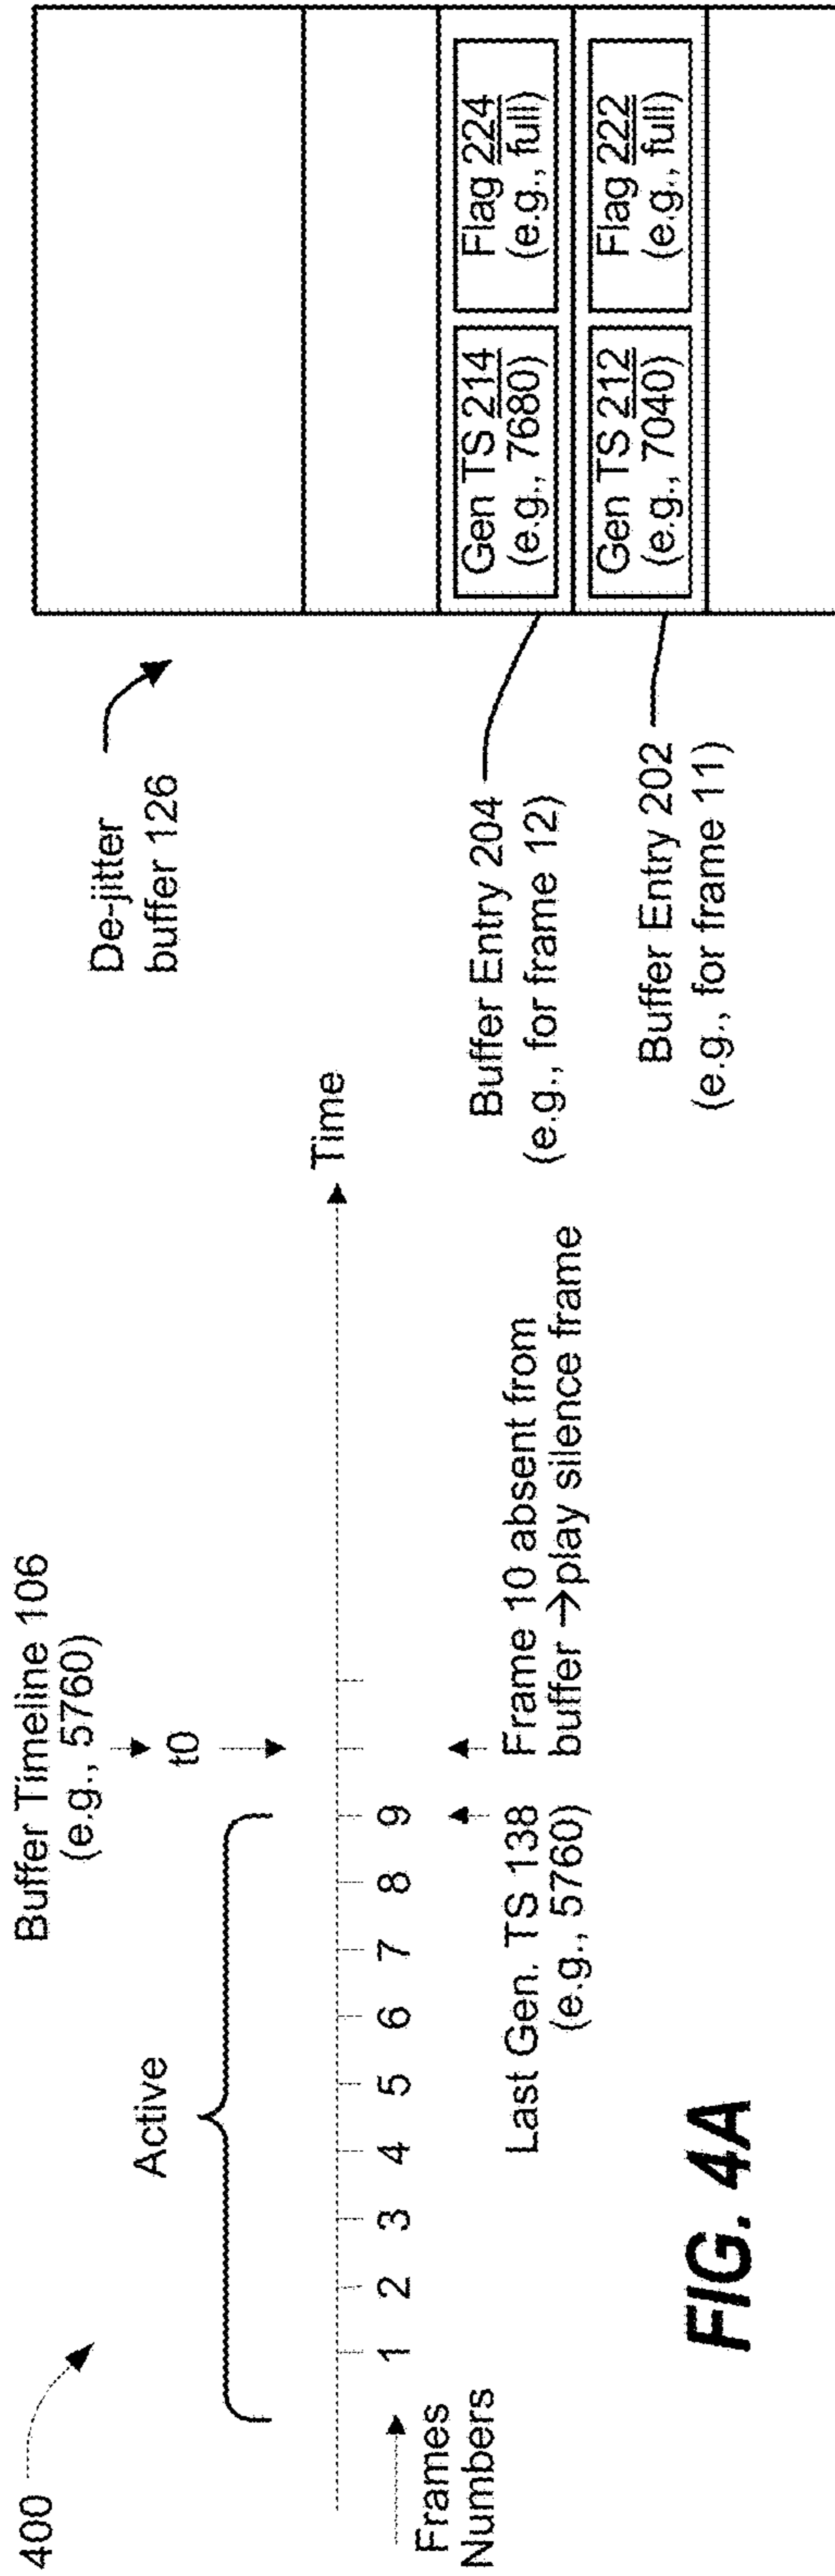 400
Buffer Timeline 106
(e.g., 5760)
t0
Active
Time
Frames
Numbers
1 2 3 4 5 6 7 8 9
Last Gen. TS 138
(e.g., 5760)
Frame 10 absent from
buffer →play silence frame
De-jitter
buffer 126
Buffer Entry 204
(e.g., for frame 12)
Buffer Entry 202
(e.g., for frame 11)
Gen TS 214
(e.g., 7680)
Flag 224
(e.g., full)
Gen TS 212
(e.g., 7040)
Flag 222
(e.g., full)
FIG. 4A